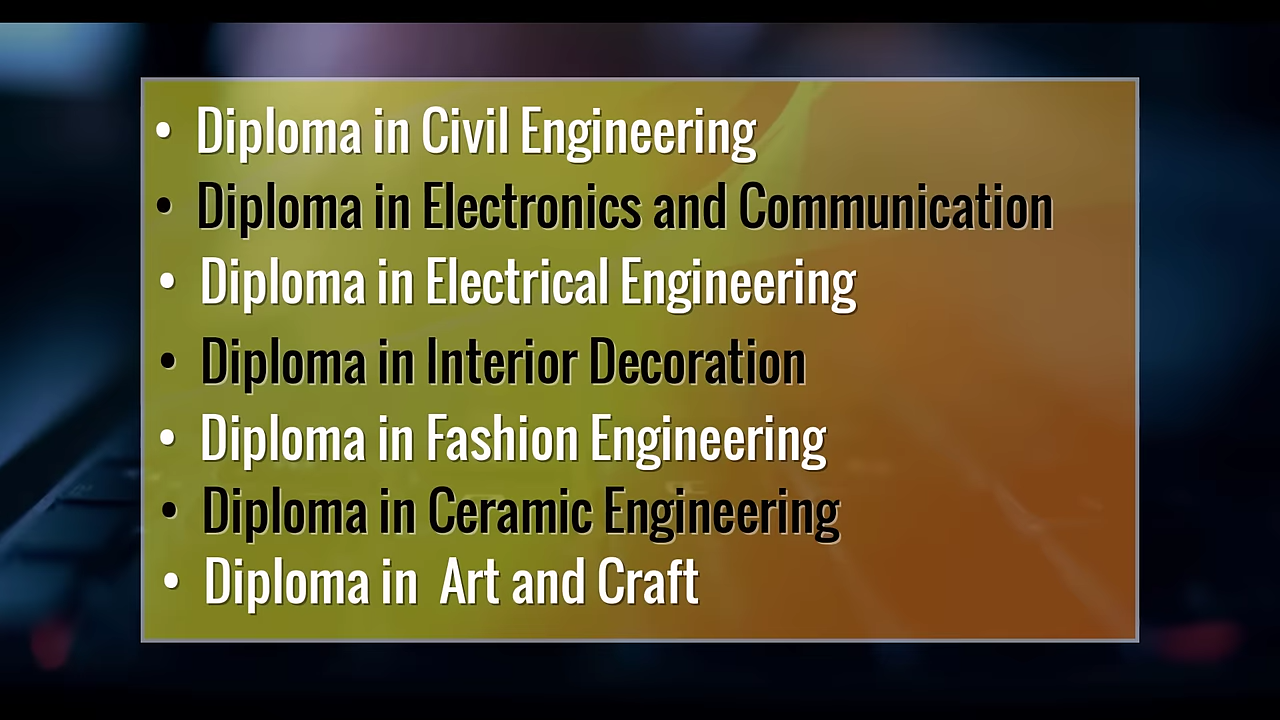 • Diploma in Civil Engineering
• Diploma in Electronics and Communication
• Diploma in Electrical Engineering
• Diploma in Interior Decoration
• Diploma in Fashion Engineering
• Diploma in Ceramic Engineering
• Diploma in Art and Craft